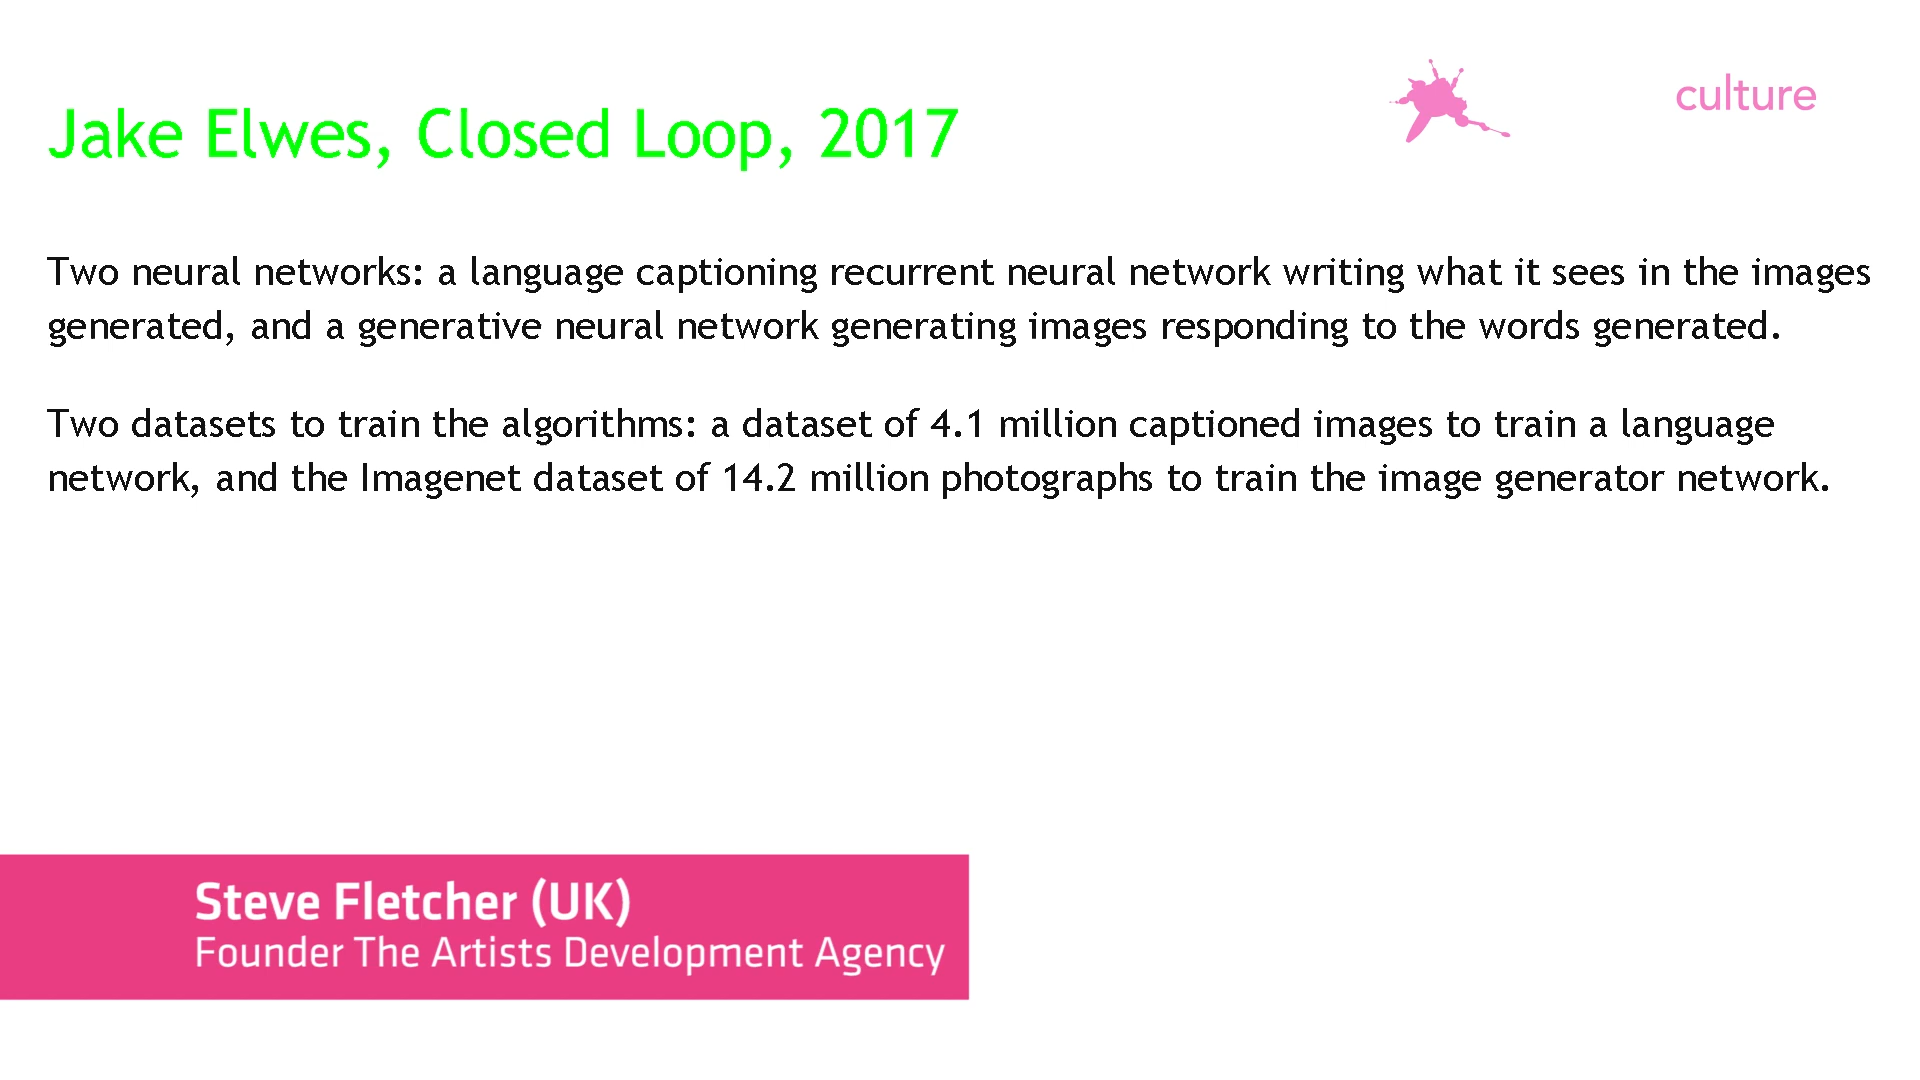 culture
Jake Elwes, Closed Loop, 2017
Two neural networks: a language captioning recurrent neural network writing what it sees in the images
generated, and a generative neural network generating images responding to the words generated.
Two datasets to train the algorithms: a dataset of 4.1 million captioned images to train a language
network, and the Imagenet dataset of 14.2 million photographs to train the image generator network.
Steve Fletcher (UK)
Founder The Artists Development Agency